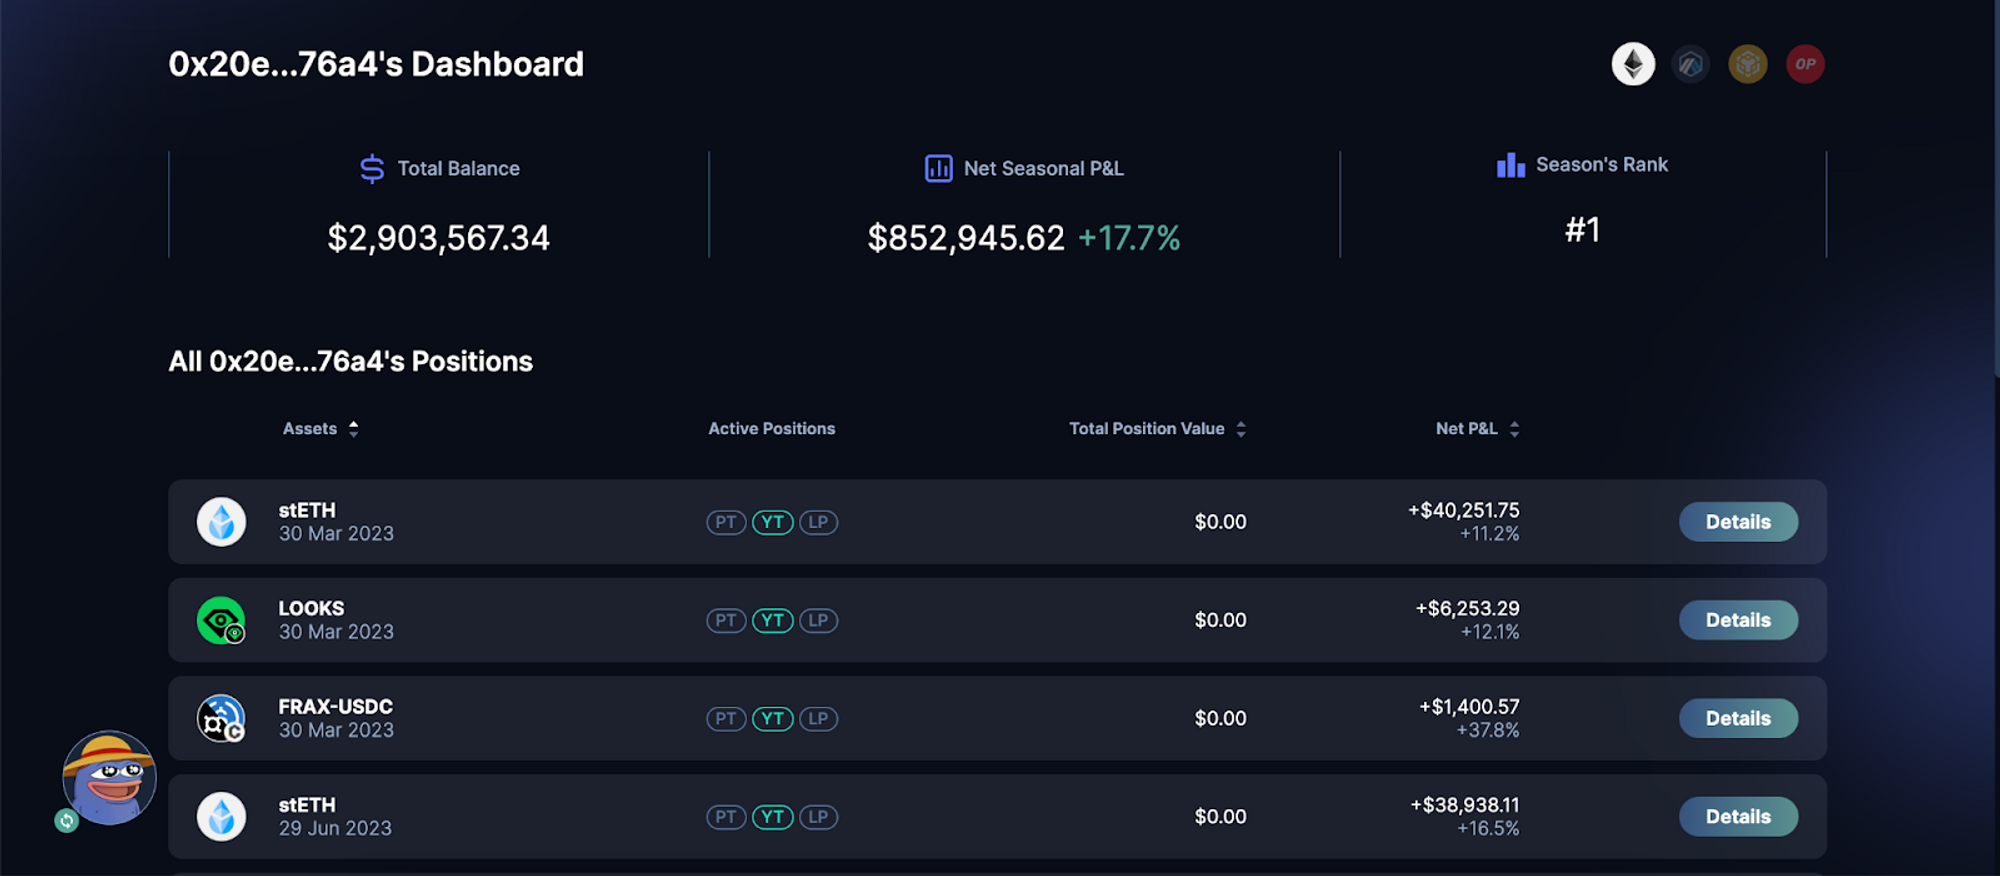 0x20e...76a4's Dashboard
OP
Total Balance
Net Seasonal P&L
Season's Rank
$2,903,567.34
$852,945.62 +17.7%
#1
All 0x20e...76a4's Positions
Assets
Active Positions
Total Position Value
Net P&L
stETH
30 Mar 2023
PT YT LP
$0.00
+$40,251.75
+11.2%
Details
LOOKS
30 Mar 2023
PT YT LP
$0.00
+$6,253.29
+12.1%
Details
FRAX-USDC
30 Mar 2023
PT YT LP
$0.00
+$1,400.57
+37.8%
Details
stETH
29 Jun 2023
PT YT LP
$0.00
+$38,938.11
+16.5%
Details